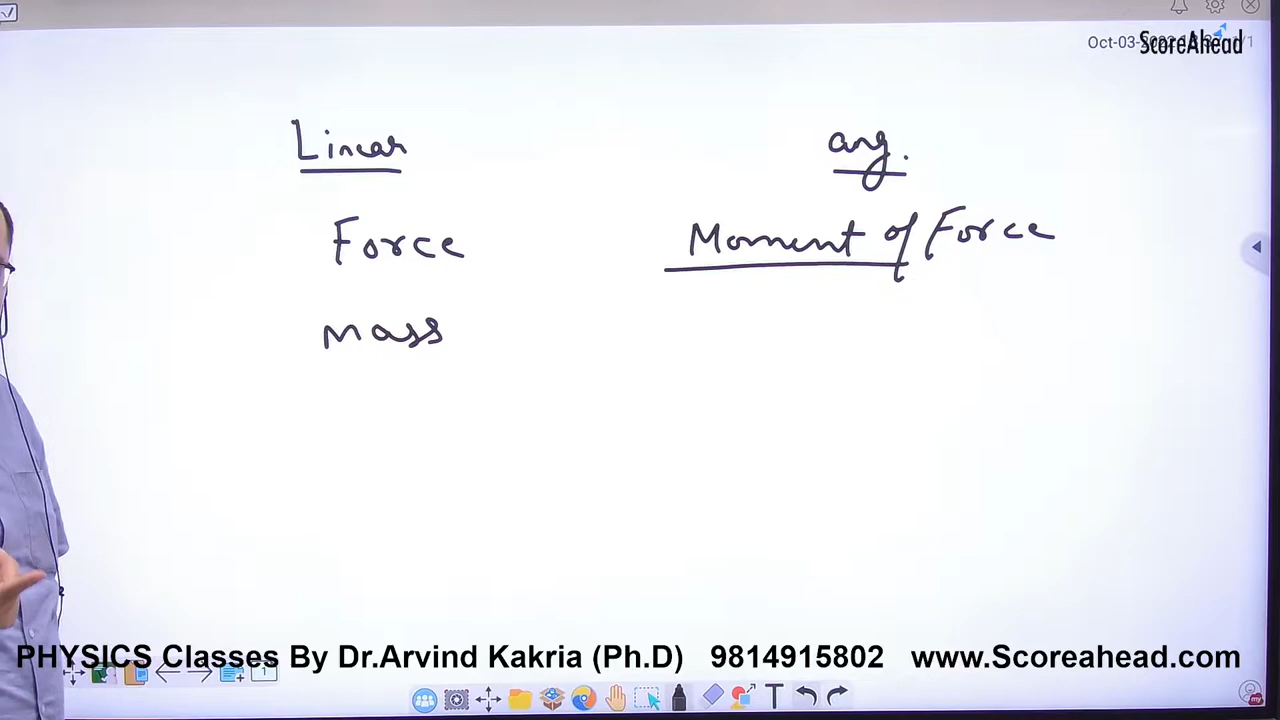 ScoreAhead
Linear ang.
Force Moment of Force
mass
PHYSICS Classes By Dr.Arvind Kakria (Ph.D) 9814915802 www.Scoreahead.com